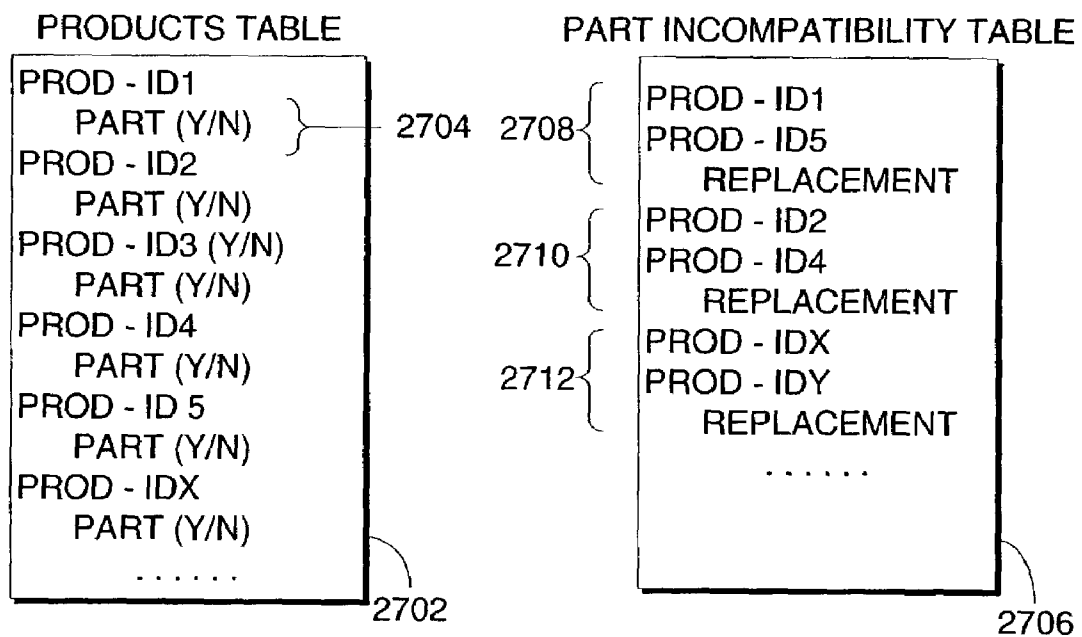 PRODUCTS TABLE
PROD - ID1
PART (Y/N)
PROD - ID2
PART (Y/N)
PROD - ID3 (Y/N)
PART (Y/N)
PROD - ID4
PART (Y/N)
PROD - ID 5
PART (Y/N)
PROD - IDX
PART (Y/N)
. . . . . .
2704
2702
PART INCOMPATIBILITY TABLE
2708
PROD - ID1
PROD - ID5
REPLACEMENT
2710
PROD - ID2
PROD - ID4
REPLACEMENT
2712
PROD - IDX
PROD - IDY
REPLACEMENT
. . . . . .
2706